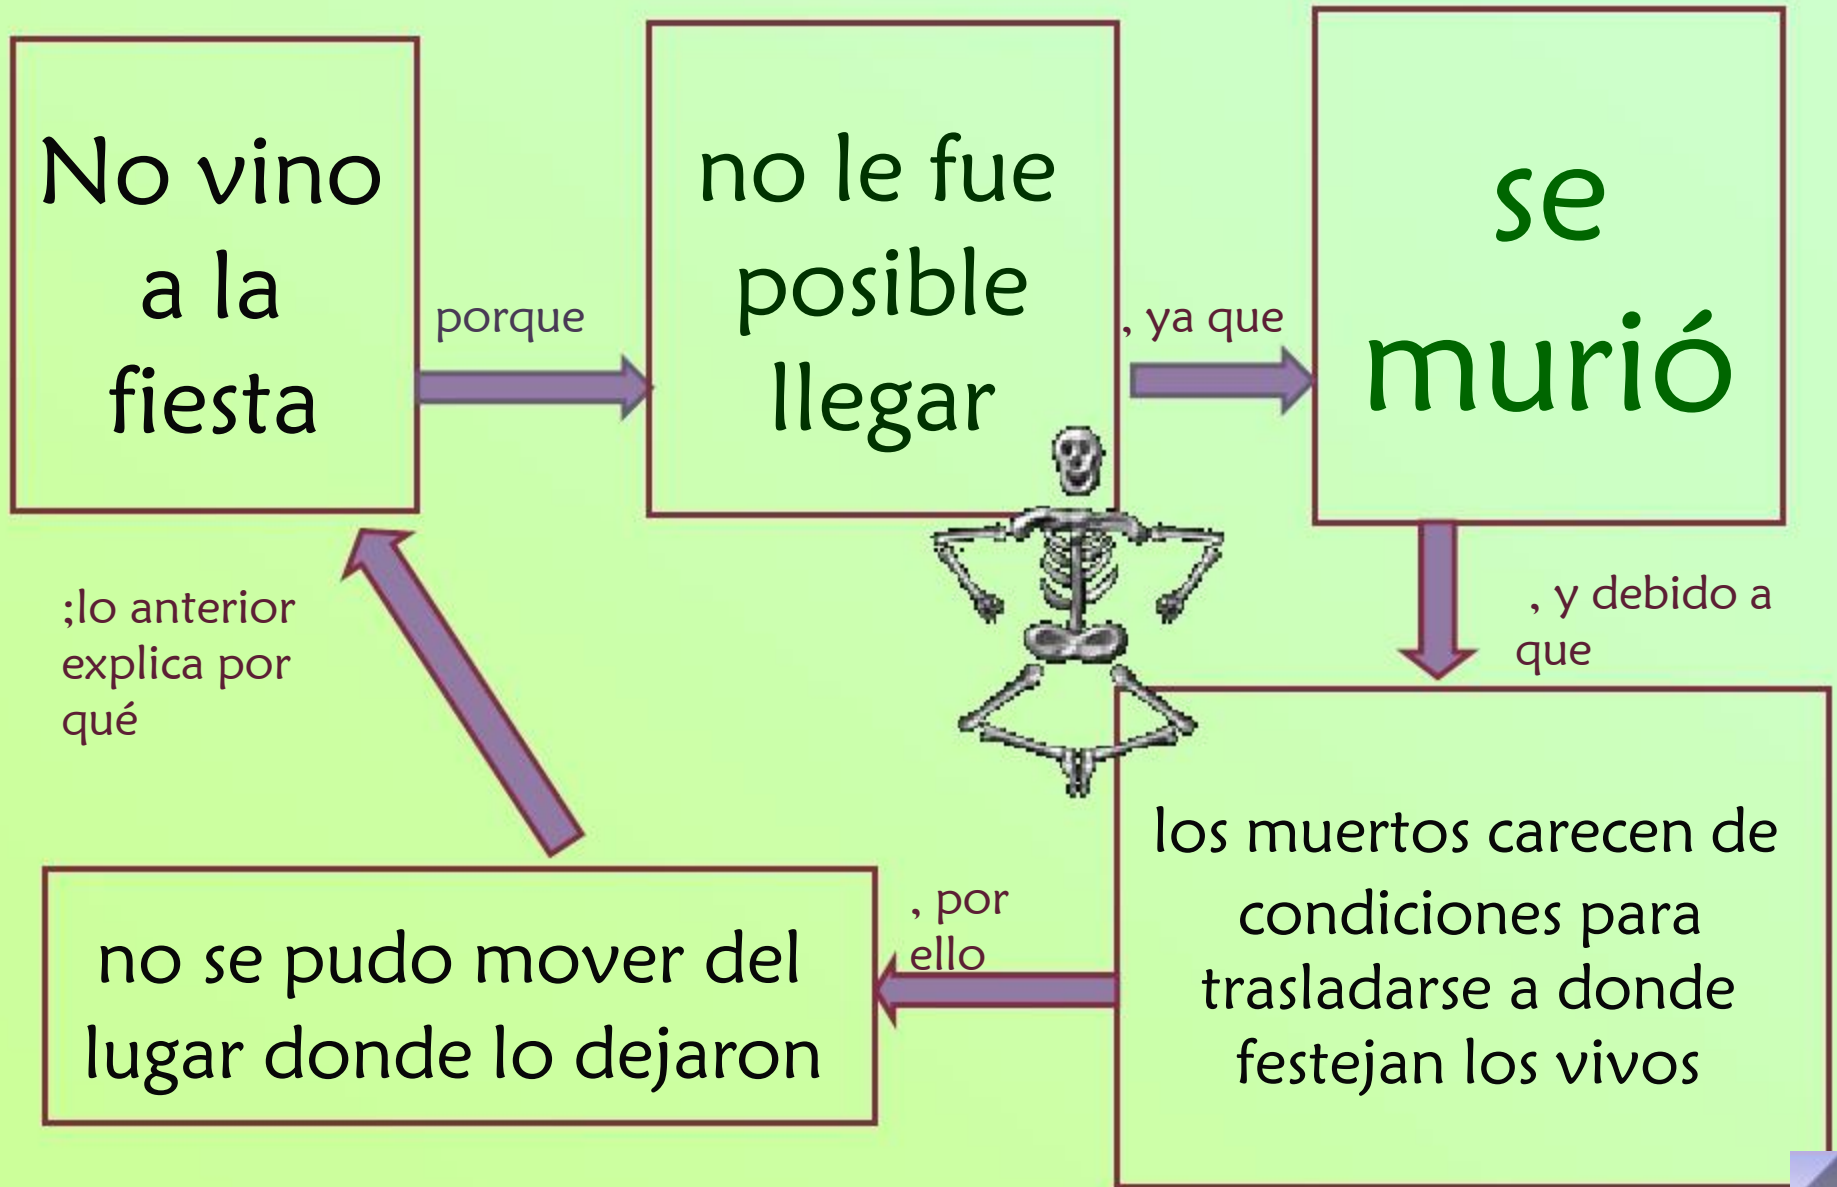 No vino
a la
fiesta
porque
no le fue
posible
llegar
, ya que
se
murió
, y debido a
que
los muertos carecen de
condiciones para
trasladarse a donde
festejan los vivos
, por
ello
no se pudo mover del
lugar donde lo dejaron
;lo anterior
explica por
qué